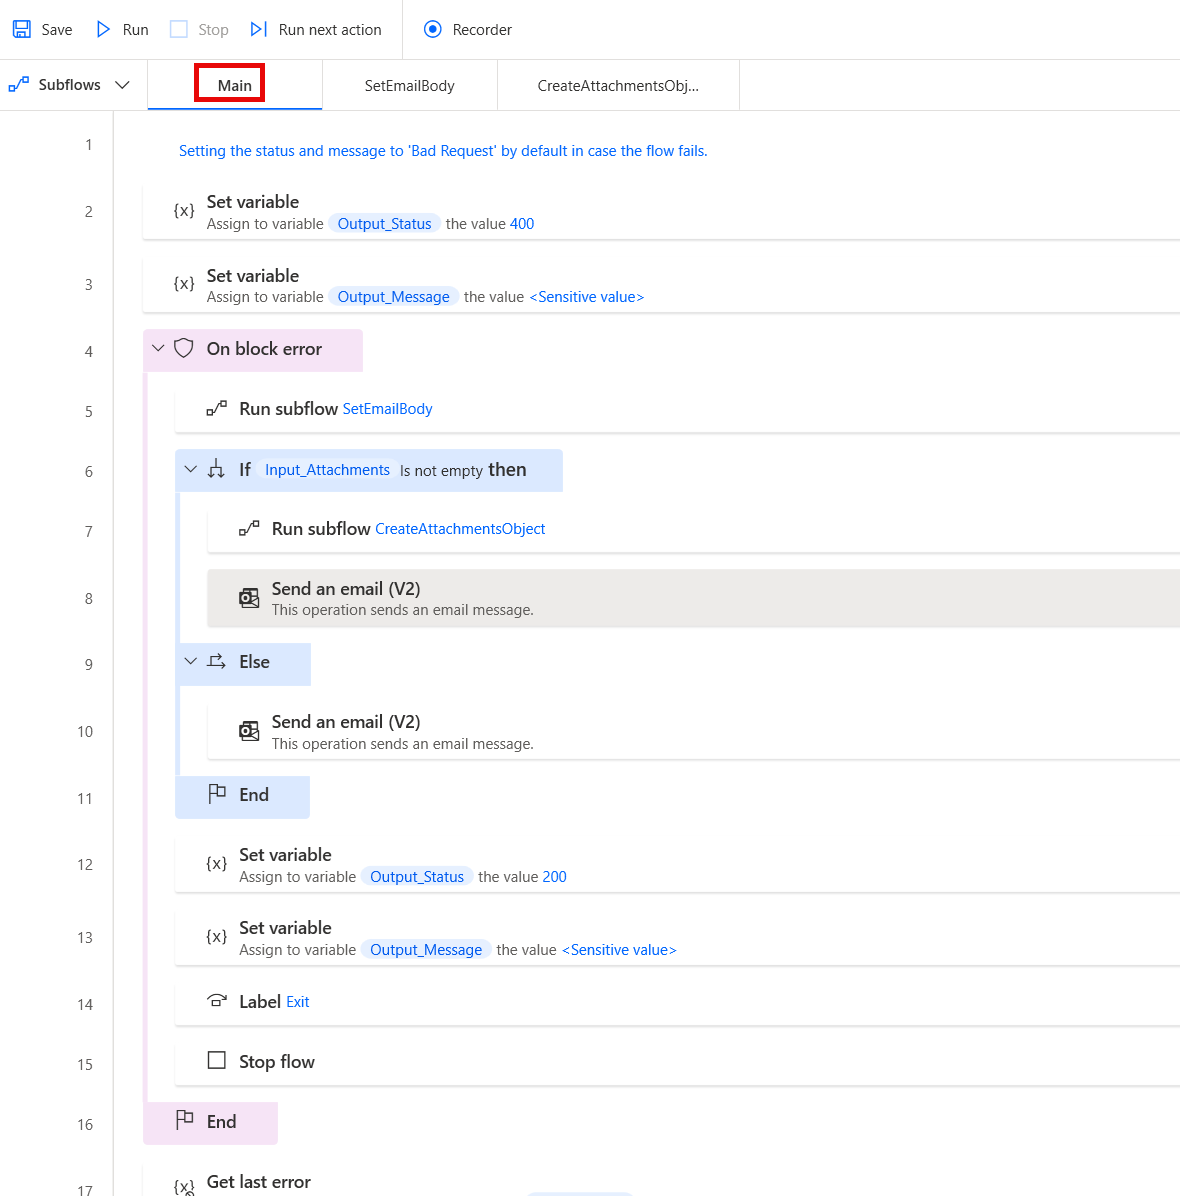 Save Run Stop Run next action Recorder
Subflows Main SetEmailBody CreateAttachmentsObj...
1 Setting the status and message to 'Bad Request' by default in case the flow fails.
2 {x} Set variable
Assign to variable Output_Status the value 400
3 {x} Set variable
Assign to variable Output_Message the value <Sensitive value>
4 On block error
5 Run subflow SetEmailBody
6 If Input_Attachments Is not empty then
7 Run subflow CreateAttachmentsObject
8 Send an email (V2)
This operation sends an email message.
9 Else
10 Send an email (V2)
This operation sends an email message.
11 End
12 {x} Set variable
Assign to variable Output_Status the value 200
13 {x} Set variable
Assign to variable Output_Message the value <Sensitive value>
14 Label Exit
15 Stop flow
16 End
17 {x} Get last error